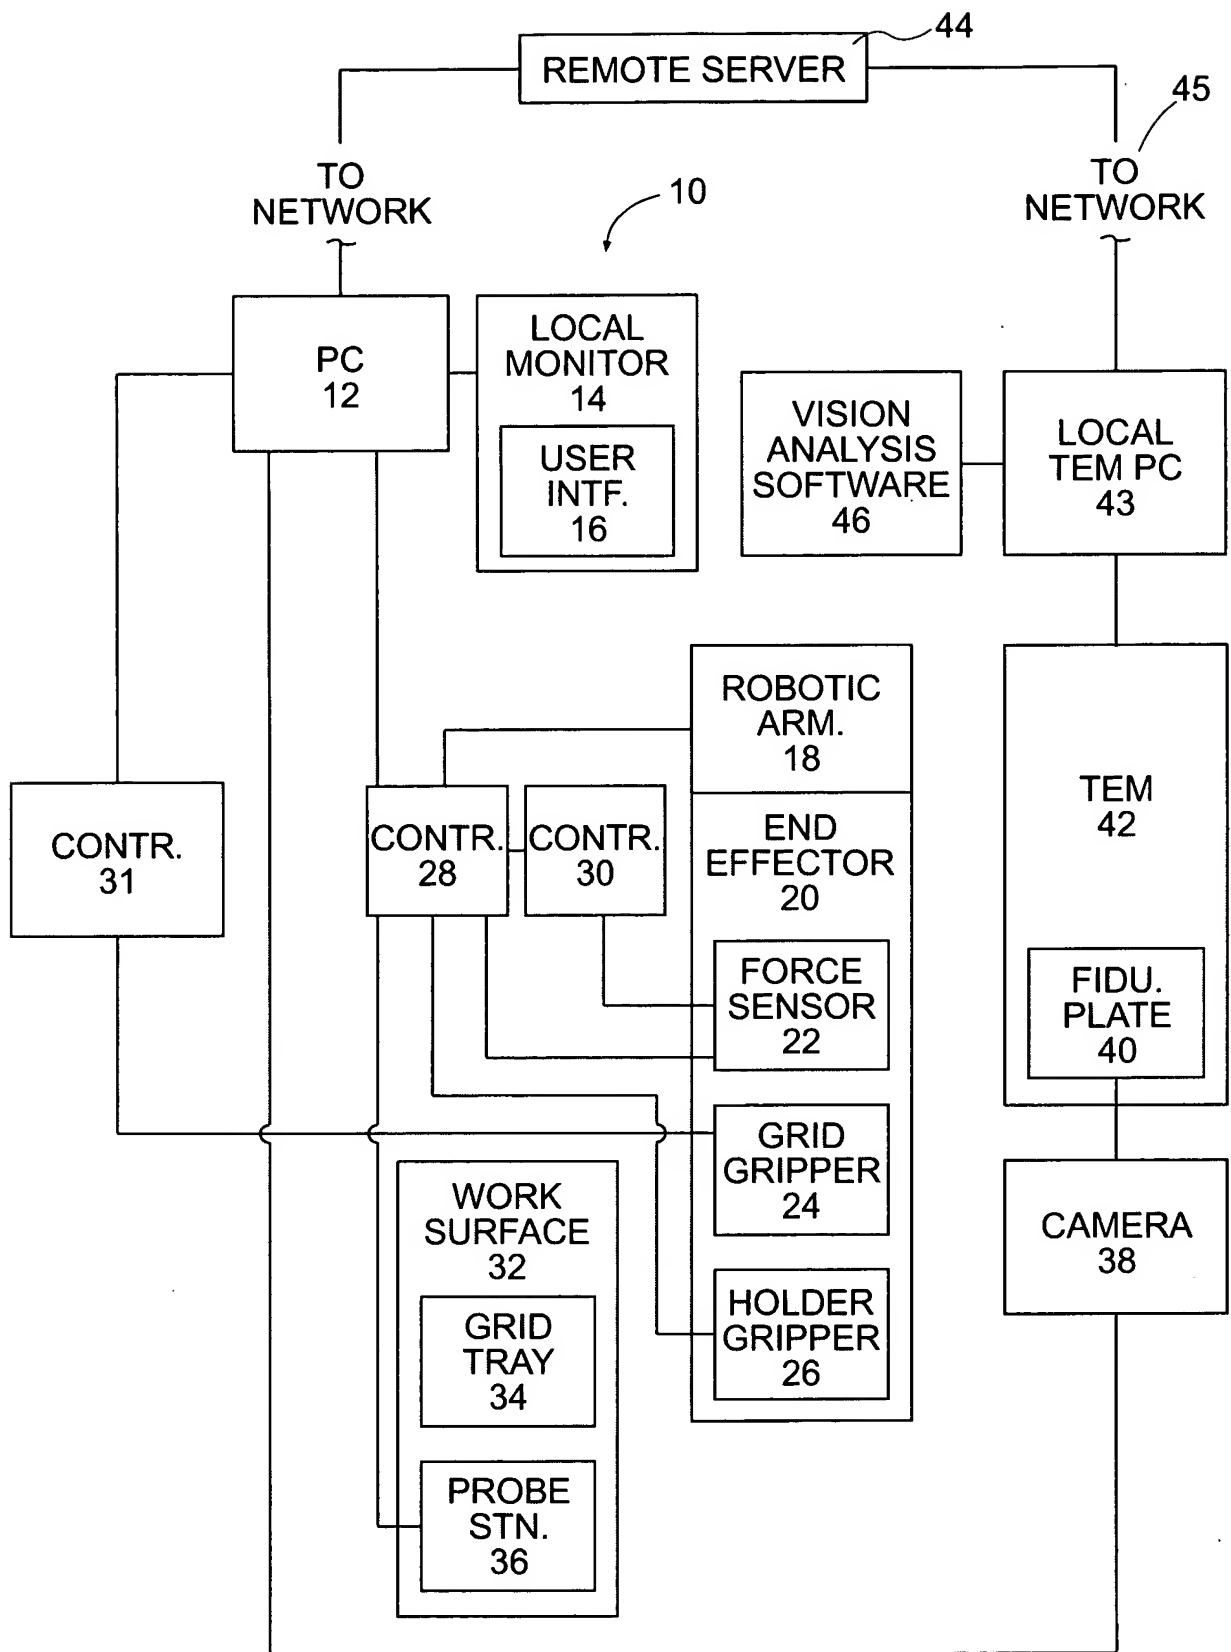 44
REMOTE SERVER
45
TO
NETWORK
TO
NETWORK
10
PC
12
LOCAL
MONITOR
14
USER
INTF.
16
VISION
ANALYSIS
SOFTWARE
46
LOCAL
TEM PC
43
ROBOTIC
ARM.
18
TEM
42
CONTR.
31
CONTR.
28
CONTR.
30
END
EFFECTOR
20
FORCE
SENSOR
22
FIDU.
PLATE
40
GRID
GRIPPER
24
WORK
SURFACE
32
CAMERA
38
GRID
TRAY
34
HOLDER
GRIPPER
26
PROBE
STN.
36